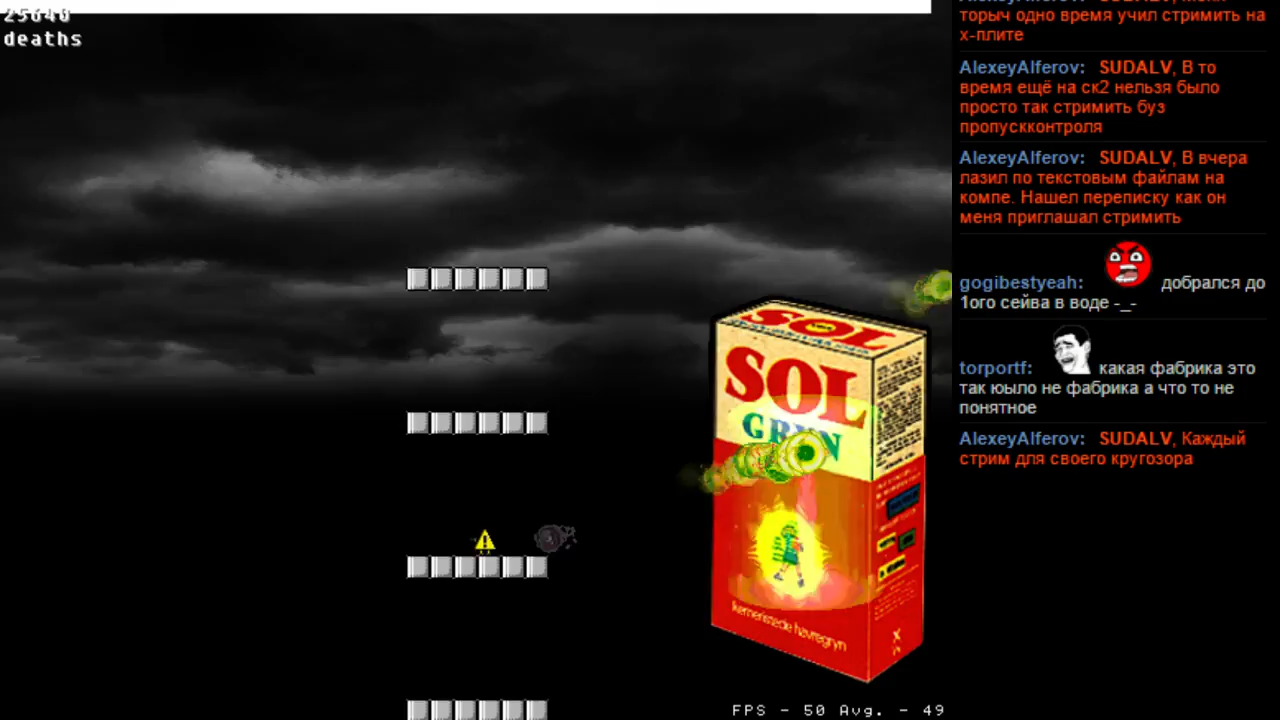 25640
deaths
торыч одно время учил стримить на
х-плите
AlexeyAlferov: SUDALV, В то
время ещё на ск2 нельзя было
просто так стримить буз
пропускконтроля
AlexeyAlferov: SUDALV, В вчера
лазил по текстовым файлам на
компе. Нашел переписку как он
меня приглашал стримить
gogibestyeah: добрался до
1ого сейва в воде -_-
torportf: какая фабрика это
так юыло не фабрика а что то не
понятное
AlexeyAlferov: SUDALV, Каждый
стрим для своего кругозора
SOL
SOL
GRYN
havregryn
FPS - 50 Avg. - 49